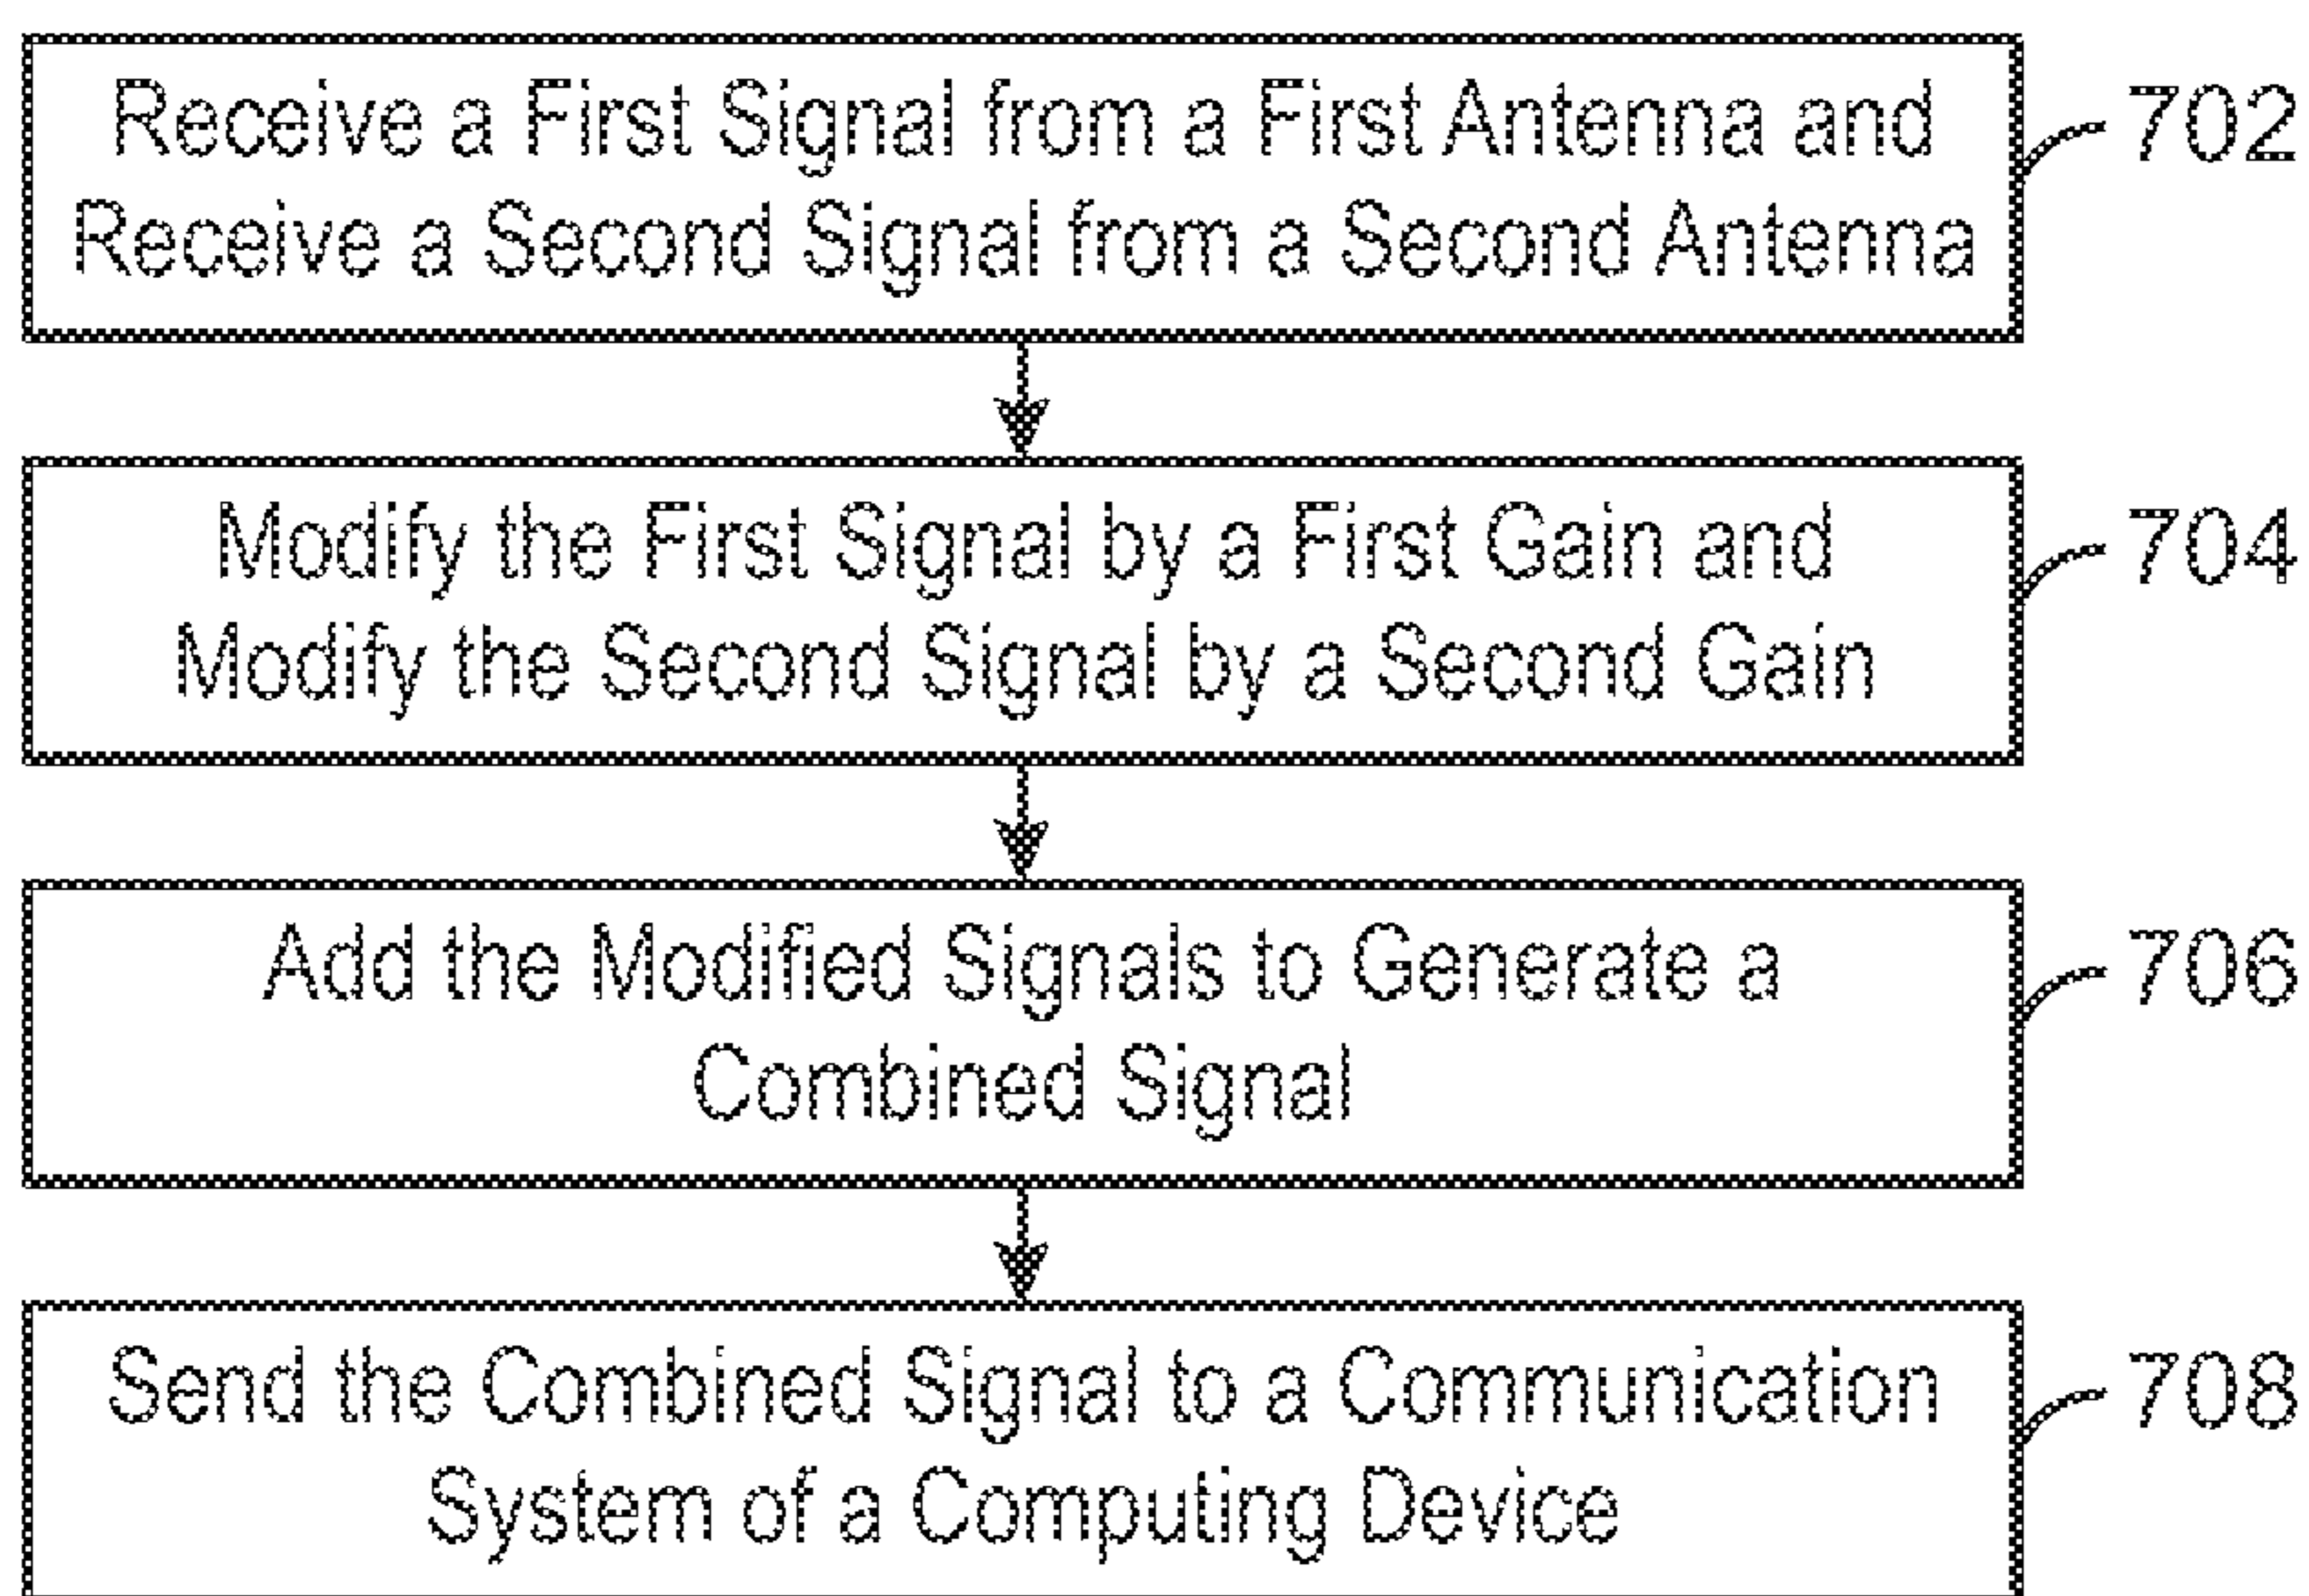 Receive a First Signal from a First Antenna and
Receive a Second Signal from a Second Antenna
702
Modify the First Signal by a First Gain and
Modify the Second Signal by a Second Gain
704
Add the Modified Signals to Generate a
Combined Signal
706
Send the Combined Signal to a Communication
System of a Computing Device
708